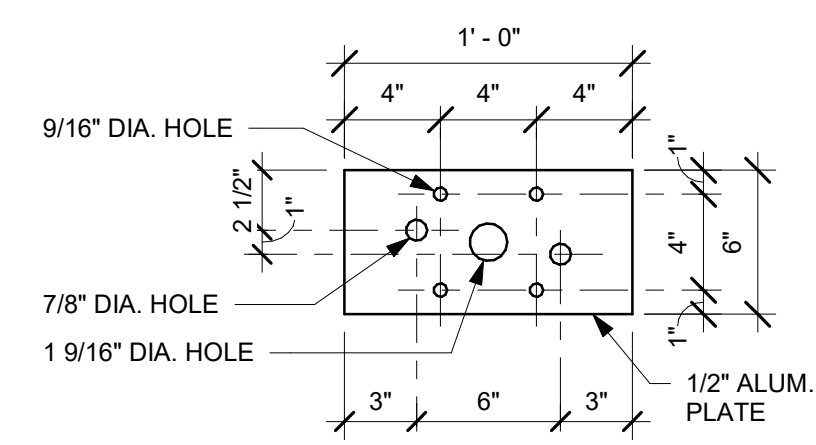 1' - 0"
4" 4" 4"
9/16" DIA. HOLE
2 1/2"
1"
1"
4"
6"
1"
7/8" DIA. HOLE
1 9/16" DIA. HOLE
3" 6" 3"
1/2" ALUM.
PLATE